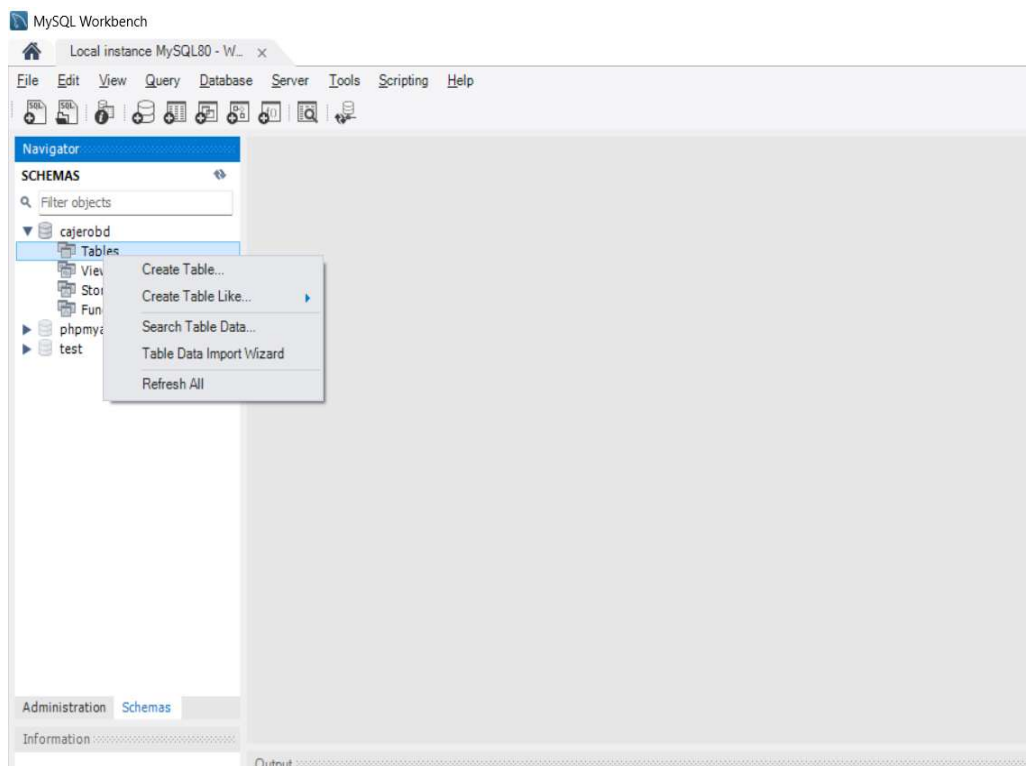 MySQL Workbench
Local instance MySQL80 - W...
File Edit View Query Database Server Tools Scripting Help
Navigator
SCHEMAS
Filter objects
cajerobd
Tables
Create Table...
Create Table Like...
Search Table Data...
Table Data Import Wizard
Refresh All
test
Administration Schemas
Information
Output